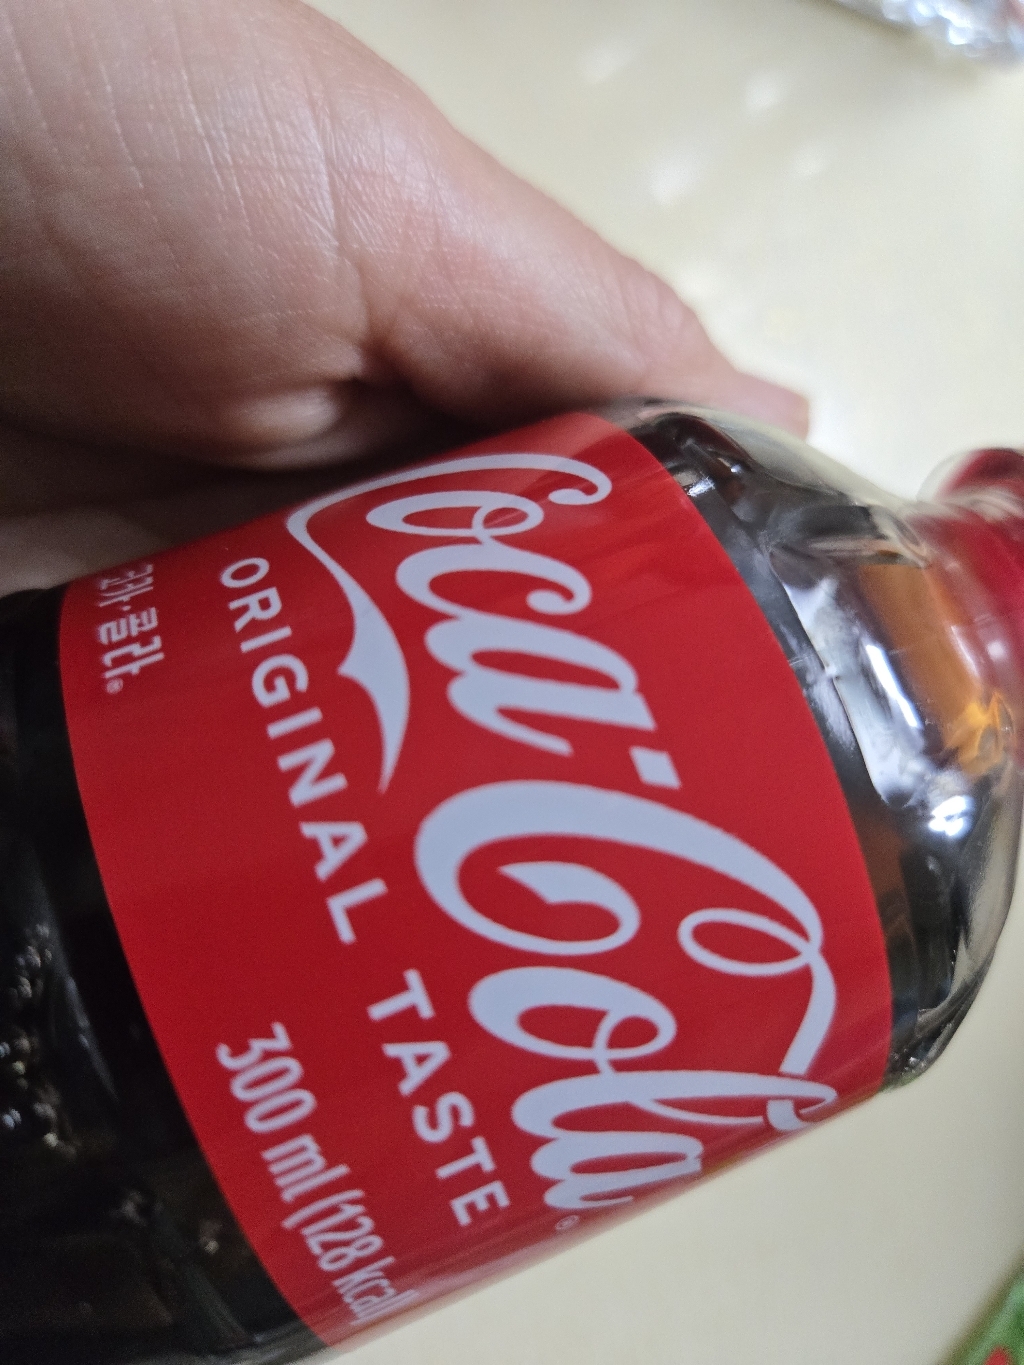 Coca-Cola®
ORIGINAL TASTE
코카·콜라®
300 ml (128 kcal)